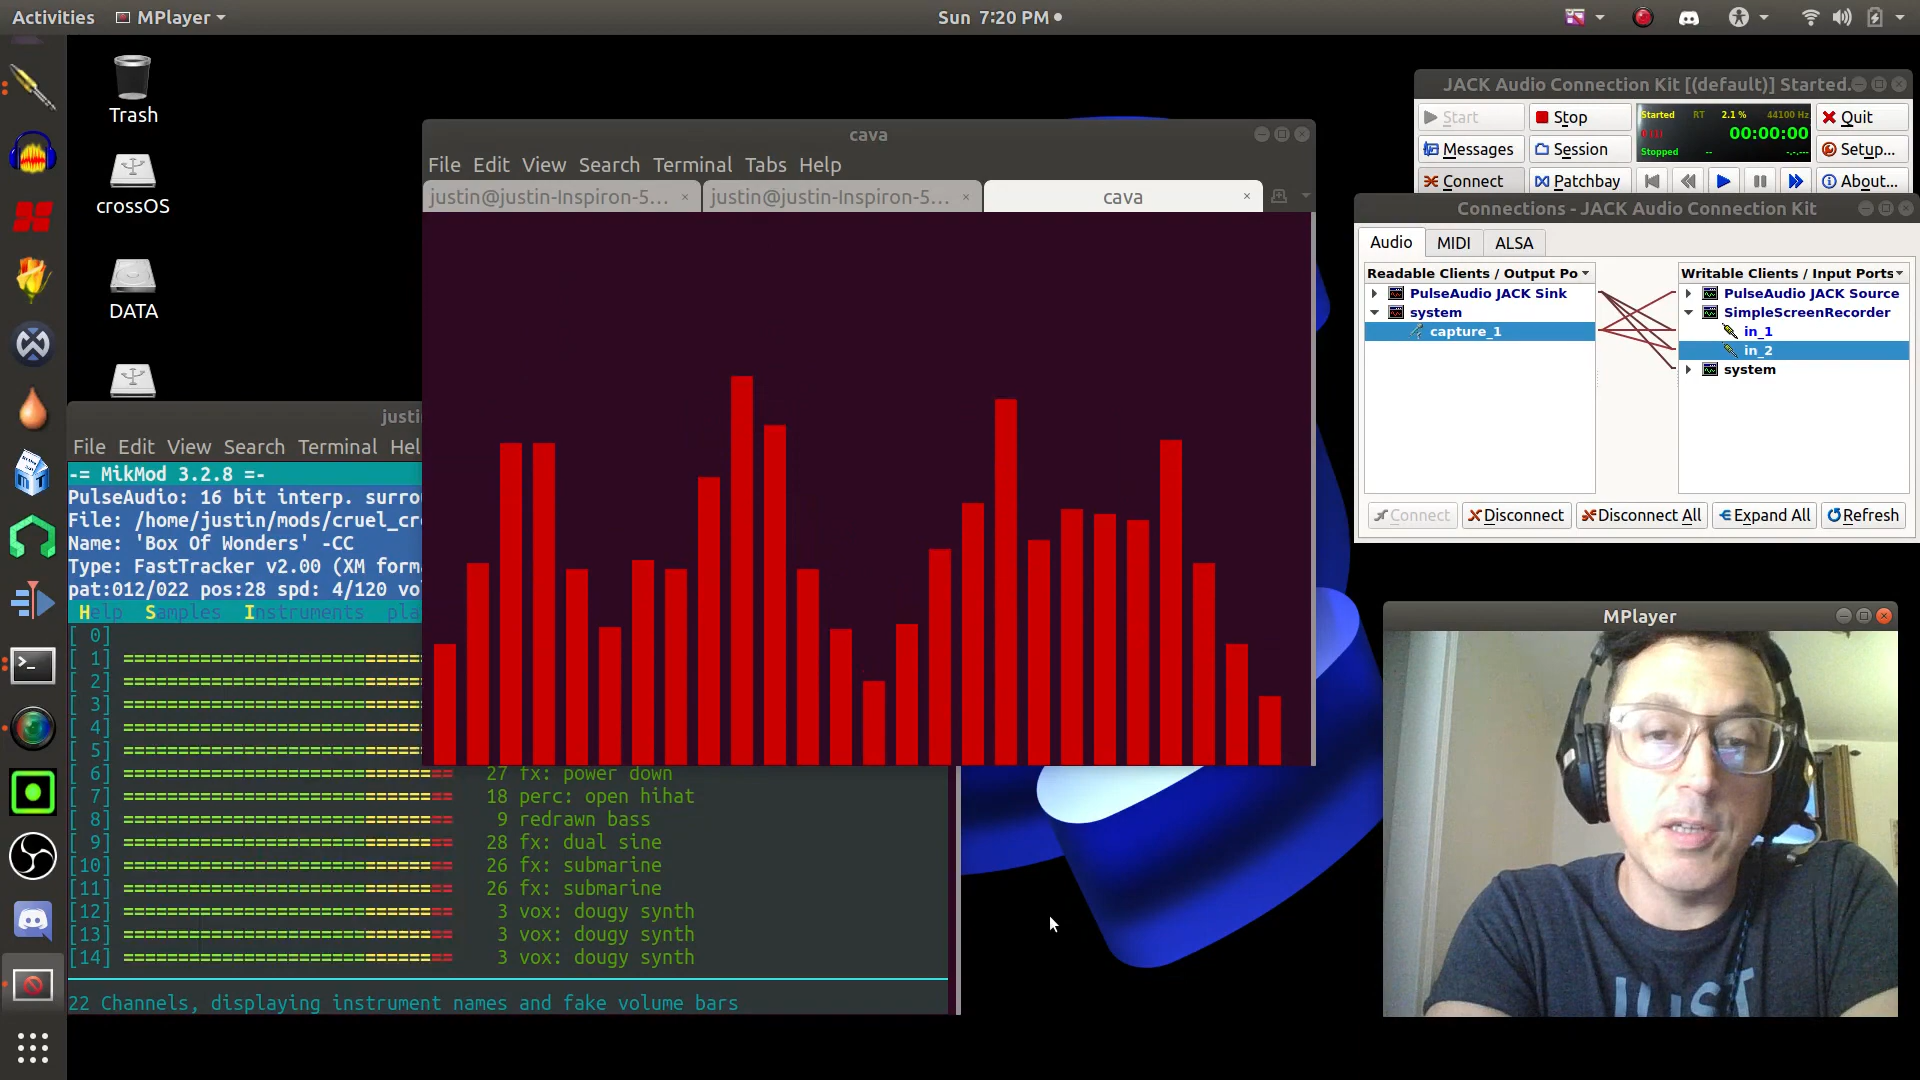 Activities MPlayer Sun 7:20 PM
Trash
crossOS
DATA
cava
File Edit View Search Terminal Tabs Help
justin@justin-Inspiron-5... × justin@justin-Inspiron-5... × cava ×
JACK Audio Connection Kit [(default)] Started.
Start Stop Started RT 2.1 % 44100 Hz 00:00:00 Quit
Messages Session Stopped -- -.-.--- Setup...
Connect Patchbay About...
Connections - JACK Audio Connection Kit
Audio MIDI ALSA
Readable Clients / Output Po Writable Clients / Input Ports
PulseAudio JACK Sink PulseAudio JACK Source
system SimpleScreenRecorder
capture_1 in_1
in_2
system
Connect Disconnect Disconnect All Expand All Refresh
justi
File Edit View Search Terminal Hel
-= MikMod 3.2.8 =-
PulseAudio: 16 bit interp. surro
File: /home/justin/mods/cruel_cr
Name: 'Box Of Wonders' -CC
Type: FastTracker v2.00 (XM form
pat:012/022 pos:28 spd: 4/120 vo
Help Samples Instruments pla
[ 0]
[ 1]
[ 2]
[ 3]
[ 4]
[ 5]
[ 6] 27 fx: power down
[ 7] 18 perc: open hihat
[ 8] 9 redrawn bass
[ 9] 28 fx: dual sine
[10] 26 fx: submarine
[11] 26 fx: submarine
[12] 3 vox: dougy synth
[13] 3 vox: dougy synth
[14] 3 vox: dougy synth
22 Channels, displaying instrument names and fake volume bars
MPlayer
JUST